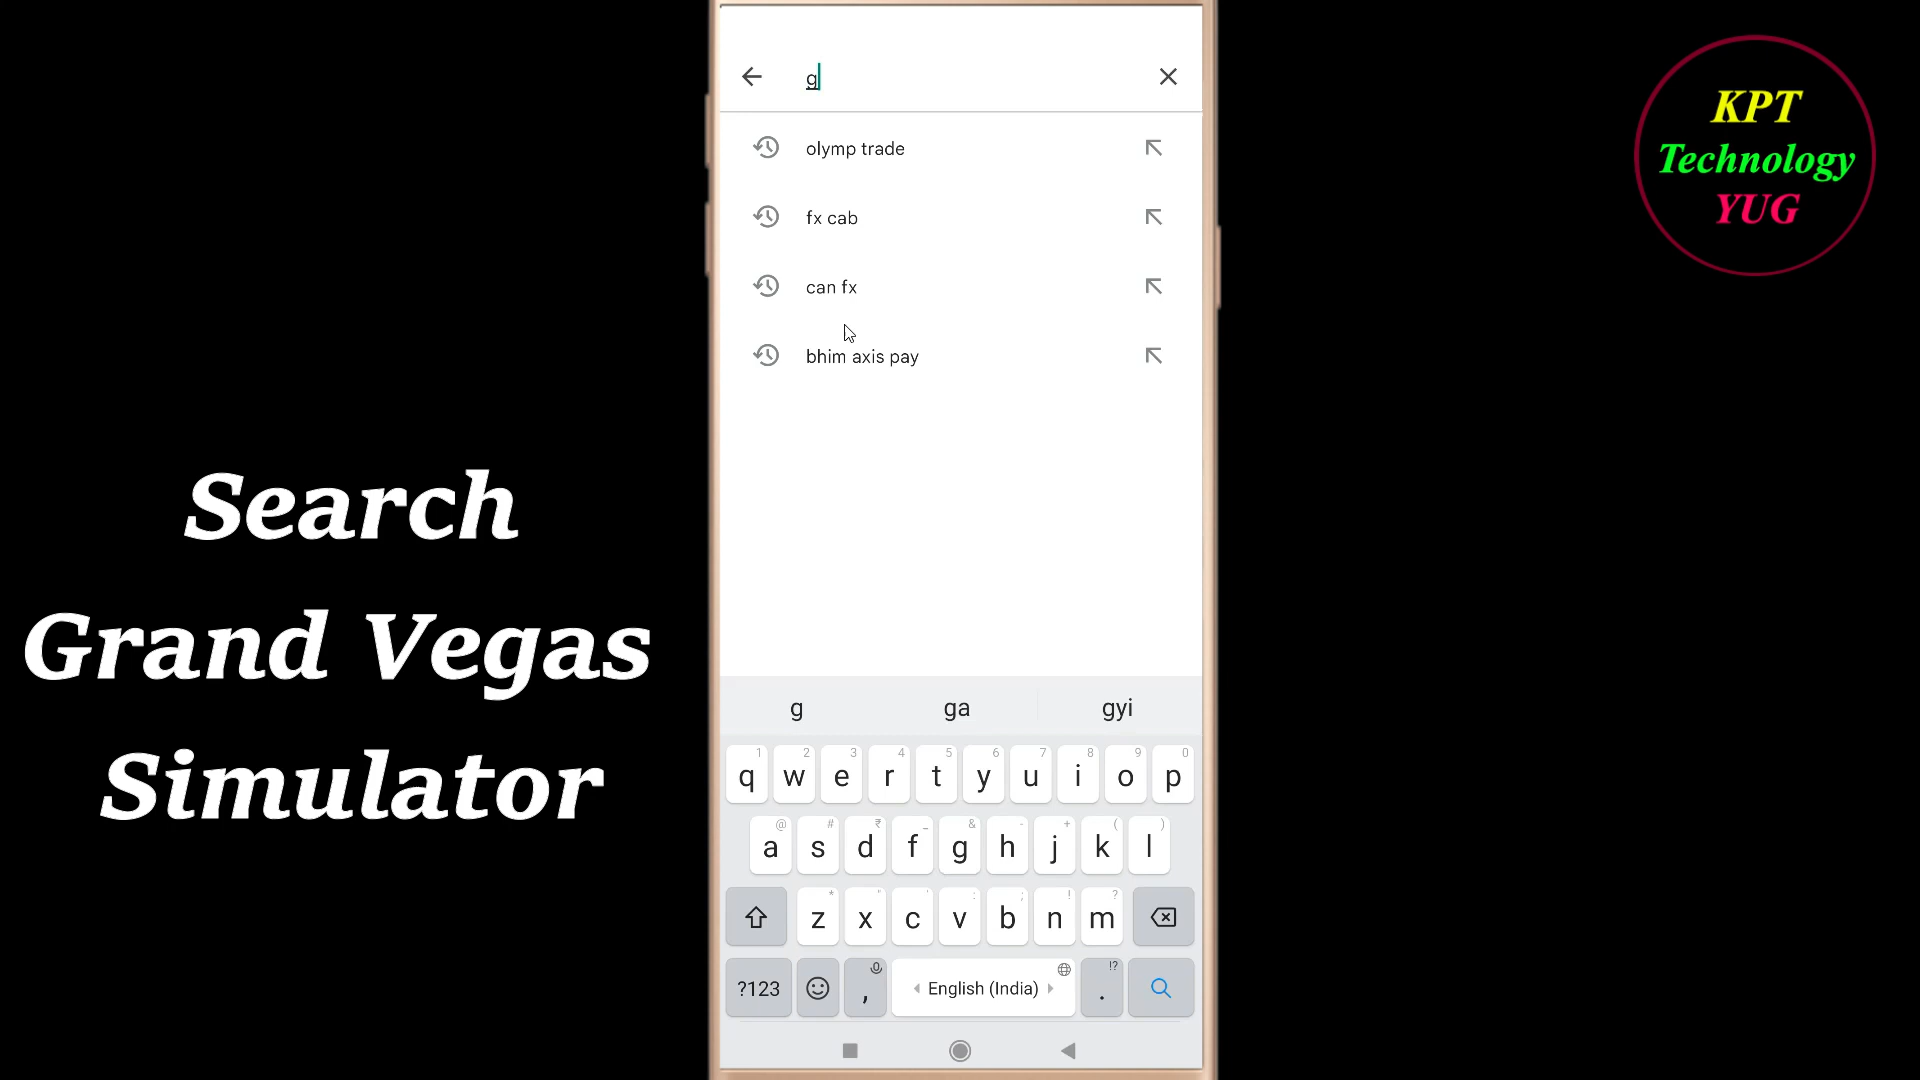 g
olymp trade
fx cab
can fx
bhim axis pay
Search
Grand Vegas
Simulator
KPT
Technology
YUG
g ga gyi
1 2 3 4 5 6 7 8 9 0
q w e r t y u i o p
@ # ₹ _ & - + ( )
a s d f g h j k l
* " ' : ; ! ?
z x c v b n m
?123 , English (India) !? .